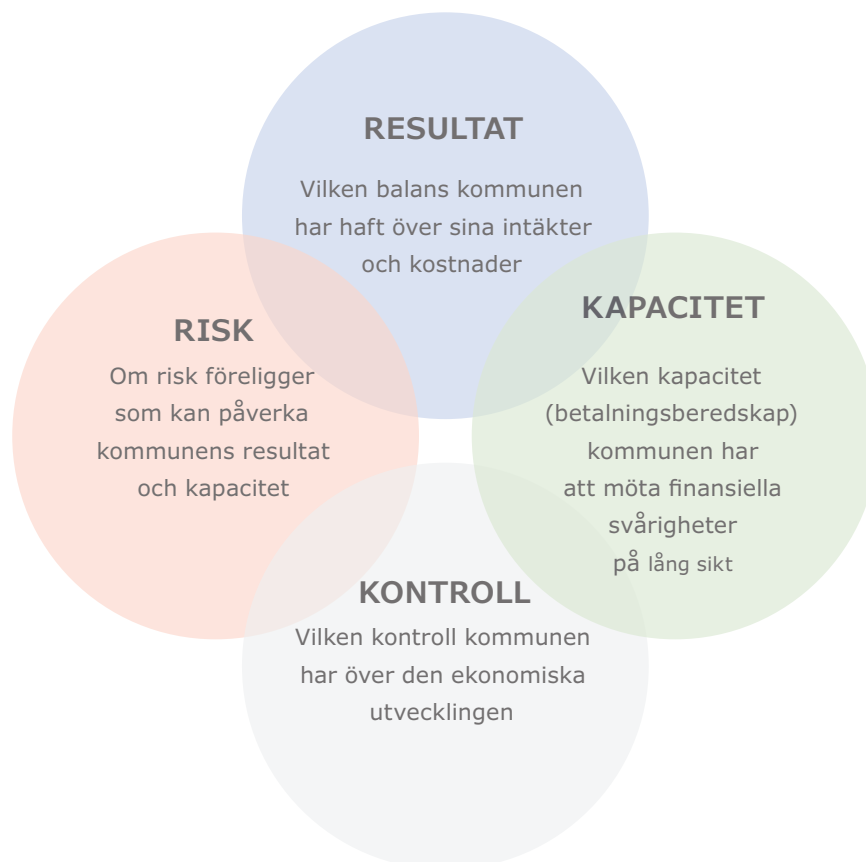 RESULTAT
Vilken balans kommunen
har haft över sina intäkter
och kostnader
RISK
Om risk föreligger
som kan påverka
kommunens resultat
och kapacitet
KAPACITET
Vilken kapacitet
(betalningsberedskap)
kommunen har
att möta finansiella
svårigheter
på lång sikt
KONTROLL
Vilken kontroll kommunen
har över den ekonomiska
utvecklingen